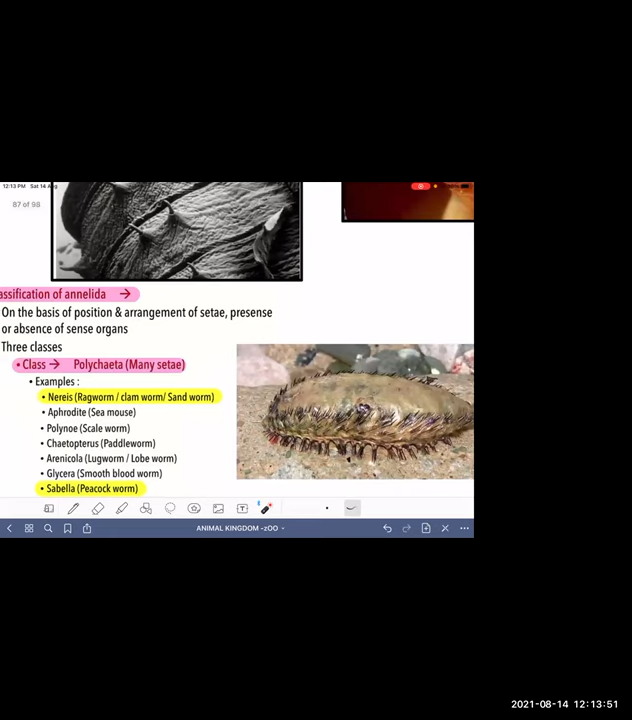 12:13 PM Sat 14 Aug
87 of 98
assification of annelida →
On the basis of position & arrangement of setae, presense
or absence of sense organs
Three classes
• Class → Polychaeta (Many setae)
• Examples :
• Nereis (Ragworm / clam worm/ Sand worm)
• Aphrodite (Sea mouse)
• Polynoe (Scale worm)
• Chaetopterus (Paddleworm)
• Arenicola (Lugworm / Lobe worm)
• Glycera (Smooth blood worm)
• Sabella (Peacock worm)
ANIMAL KINGDOM -zOO
2021-08-14 12:13:51